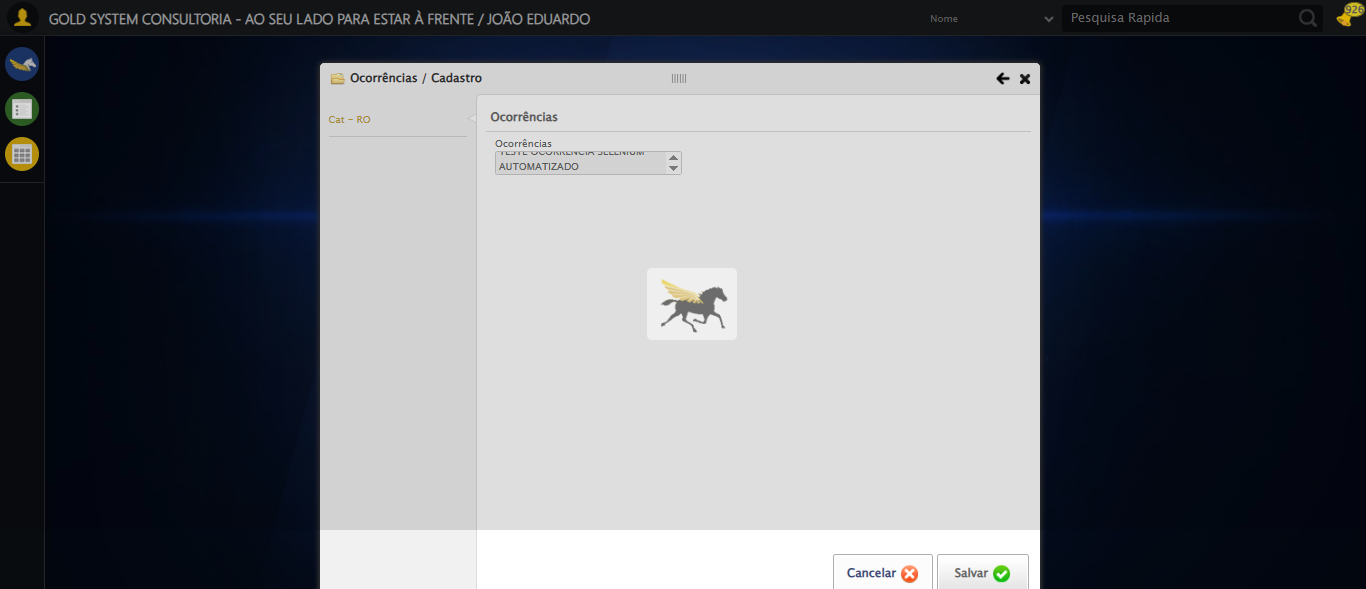 GOLD SYSTEM CONSULTORIA - AO SEU LADO PARA ESTAR À FRENTE / JOÃO EDUARDO
Nome
Pesquisa Rapida
926
Ocorrências / Cadastro
Cat - RO
Ocorrências
Ocorrências
TESTE OCORRENCIA SELENIUM
AUTOMATIZADO
Cancelar
Salvar